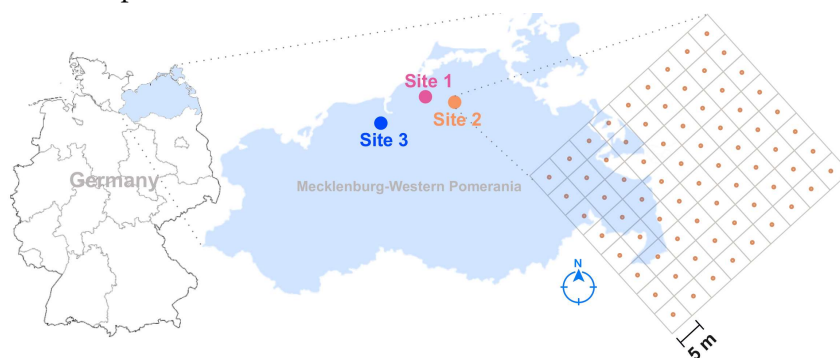 Site 1
Site 2
Site 3
Germany
Mecklenburg-Western Pomerania
N
5 m